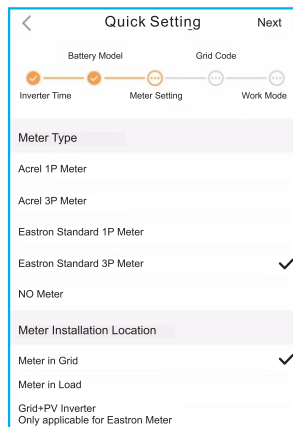 Quick Setting
Next
Battery Model
Grid Code
Inverter Time
Meter Setting
Work Mode
Meter Type
Acrel 1P Meter
Acrel 3P Meter
Eastron Standard 1P Meter
Eastron Standard 3P Meter
NO Meter
Meter Installation Location
Meter in Grid
Meter in Load
Grid+PV Inverter
Only applicable for Eastron Meter